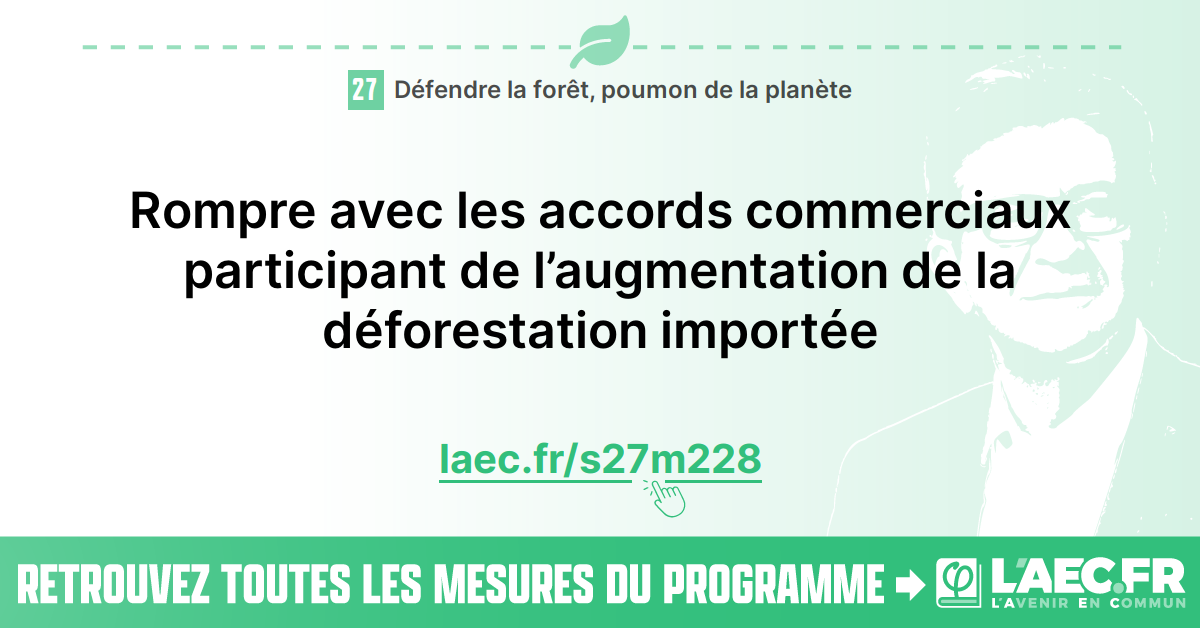 27 Défendre la forêt, poumon de la planète
Rompre avec les accords commerciaux
participant de l’augmentation de la
déforestation importée
laec.fr/s27m228
RETROUVEZ TOUTES LES MESURES DU PROGRAMME
φ L'AEC.FR
L'AVENIR EN COMMUN